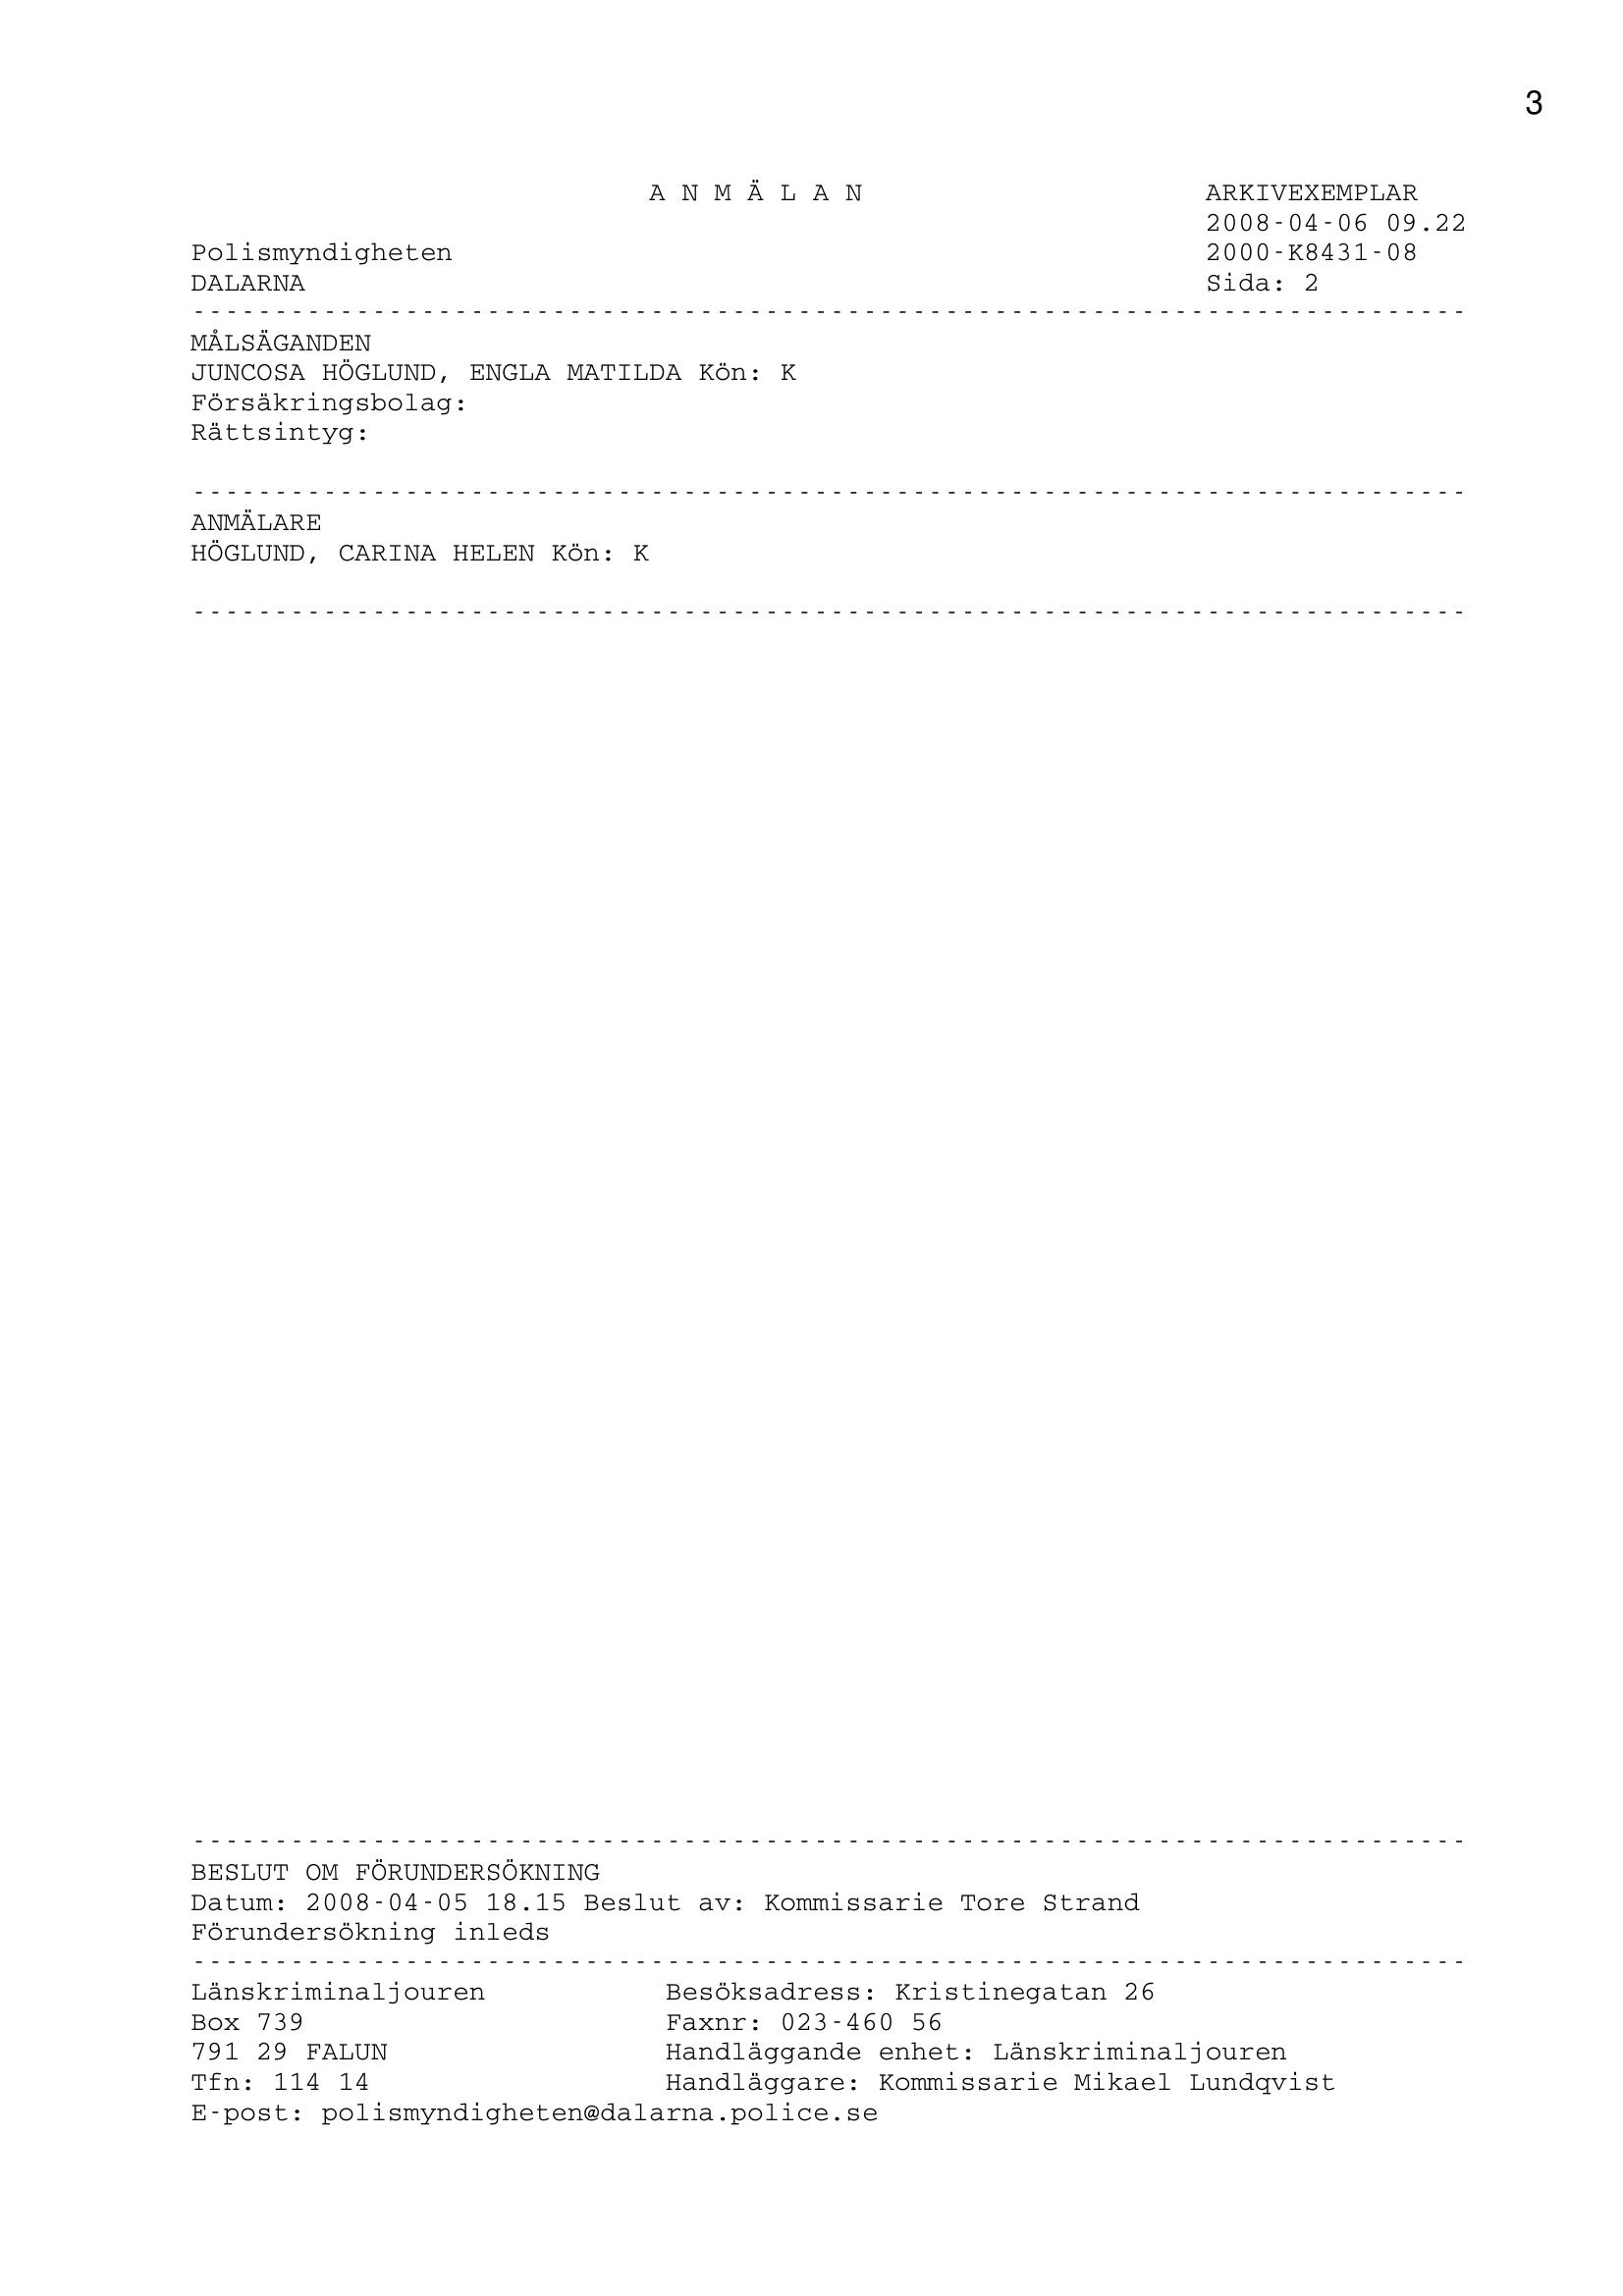 3
A N M Ä L A N ARKIVEXEMPLAR
2008-04-06 09.22
Polismyndigheten 2000-K8431-08
DALARNA Sida: 2
------------------------------------------------------------------------------
MÅLSÄGANDEN
JUNCOSA HÖGLUND, ENGLA MATILDA Kön: K
Försäkringsbolag:
Rättsintyg:
------------------------------------------------------------------------------
ANMÄLARE
HÖGLUND, CARINA HELEN Kön: K
------------------------------------------------------------------------------
------------------------------------------------------------------------------
BESLUT OM FÖRUNDERSÖKNING
Datum: 2008-04-05 18.15 Beslut av: Kommissarie Tore Strand
Förundersökning inleds
------------------------------------------------------------------------------
Länskriminaljouren Besöksadress: Kristinegatan 26
Box 739 Faxnr: 023-460 56
791 29 FALUN Handläggande enhet: Länskriminaljouren
Tfn: 114 14 Handläggare: Kommissarie Mikael Lundqvist
E-post: polismyndigheten@dalarna.police.se